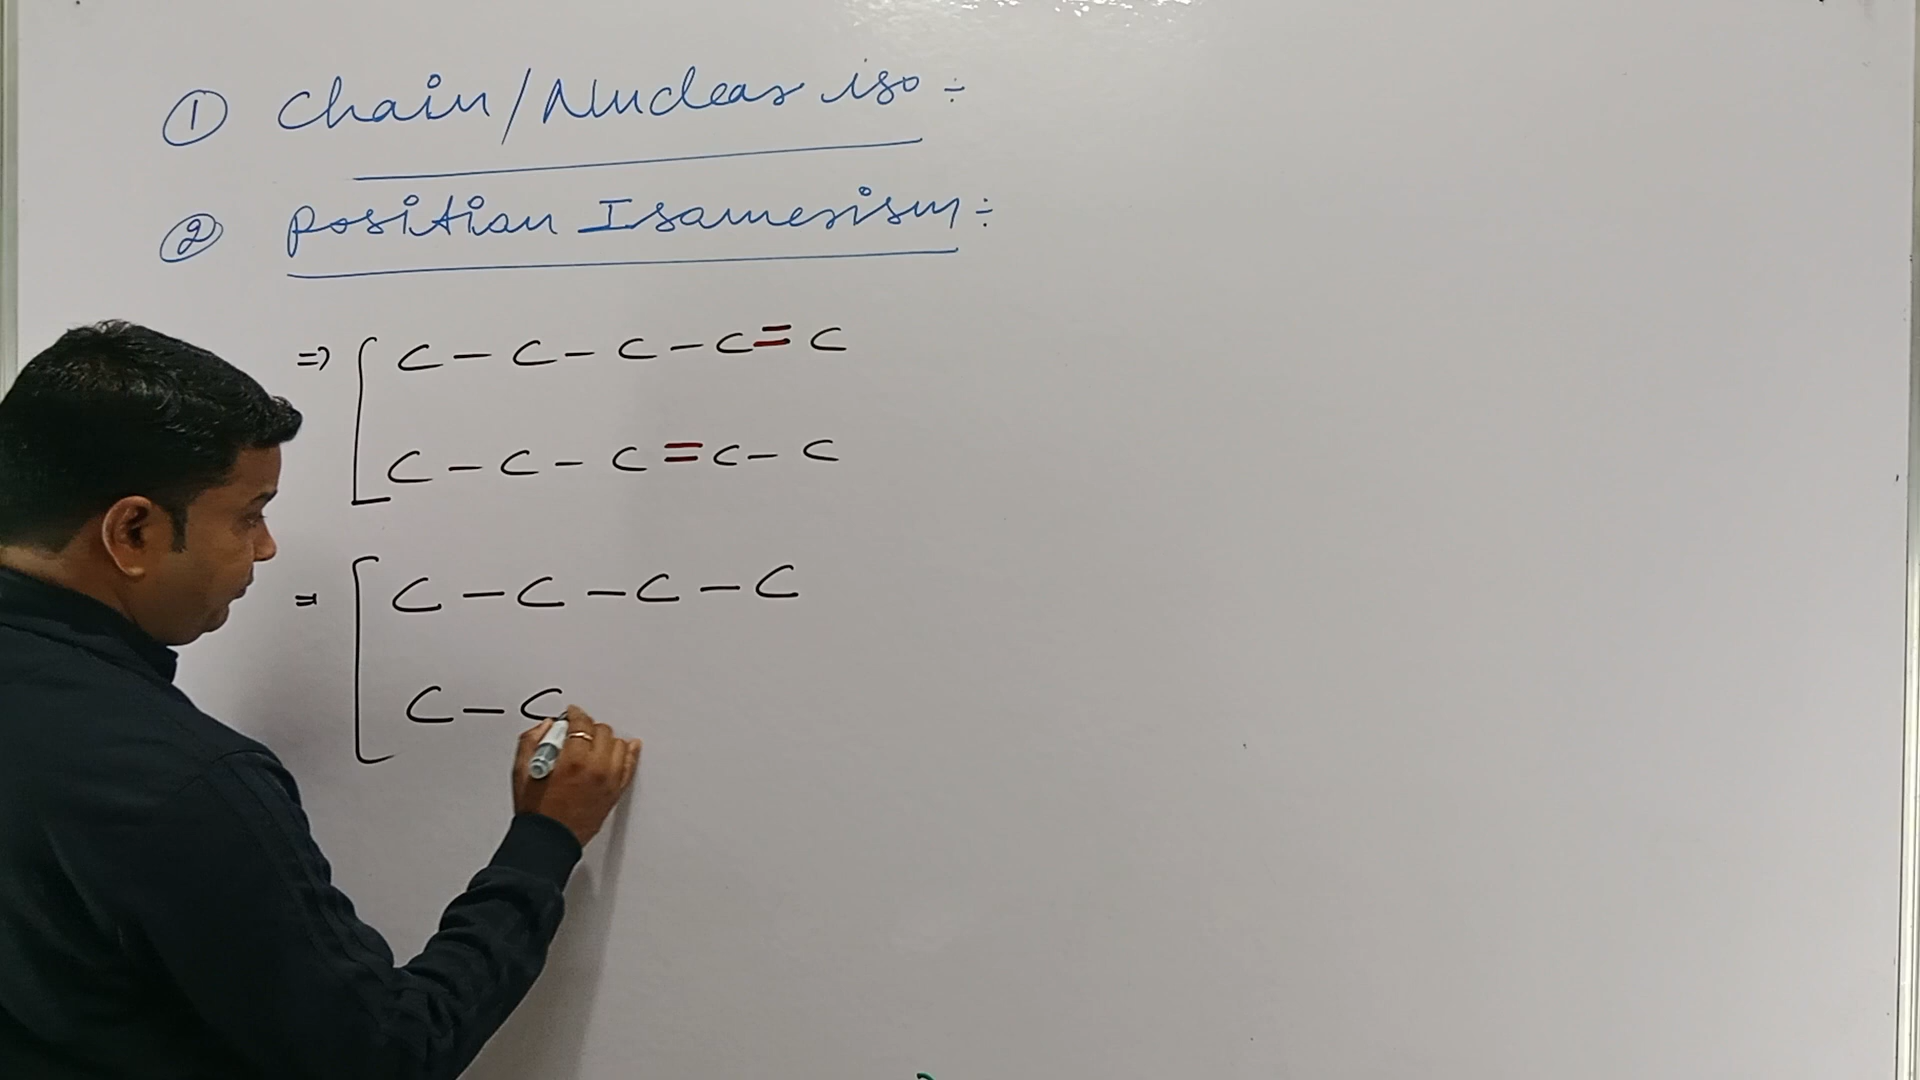 ① Chain/Nuclear iso ÷
② Position Isomerism ÷
=> [ C - C - C - C = C
C - C - C = C - C
= [ C - C - C - C
C - C